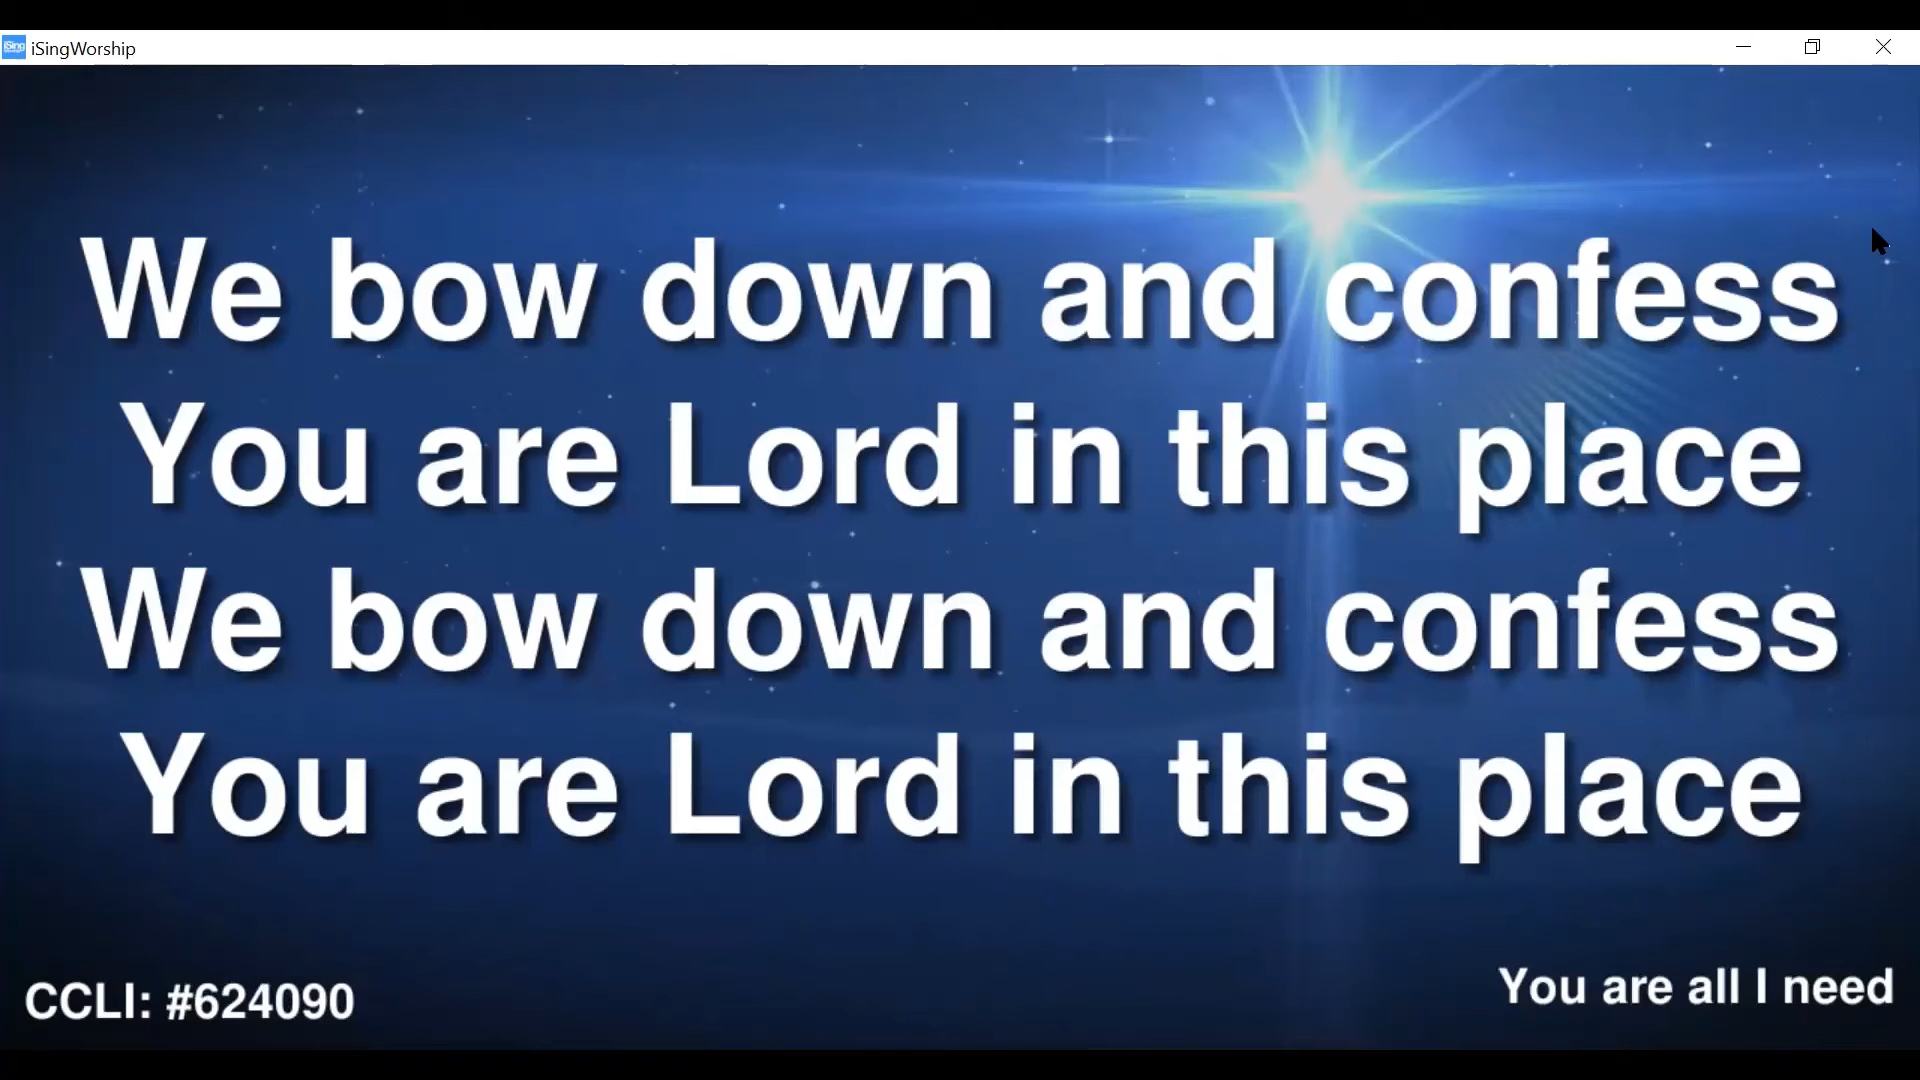 iSing
iSingWorship
We bow down and confess
You are Lord in this place
We bow down and confess
You are Lord in this place
CCLI: #624090
You are all I need